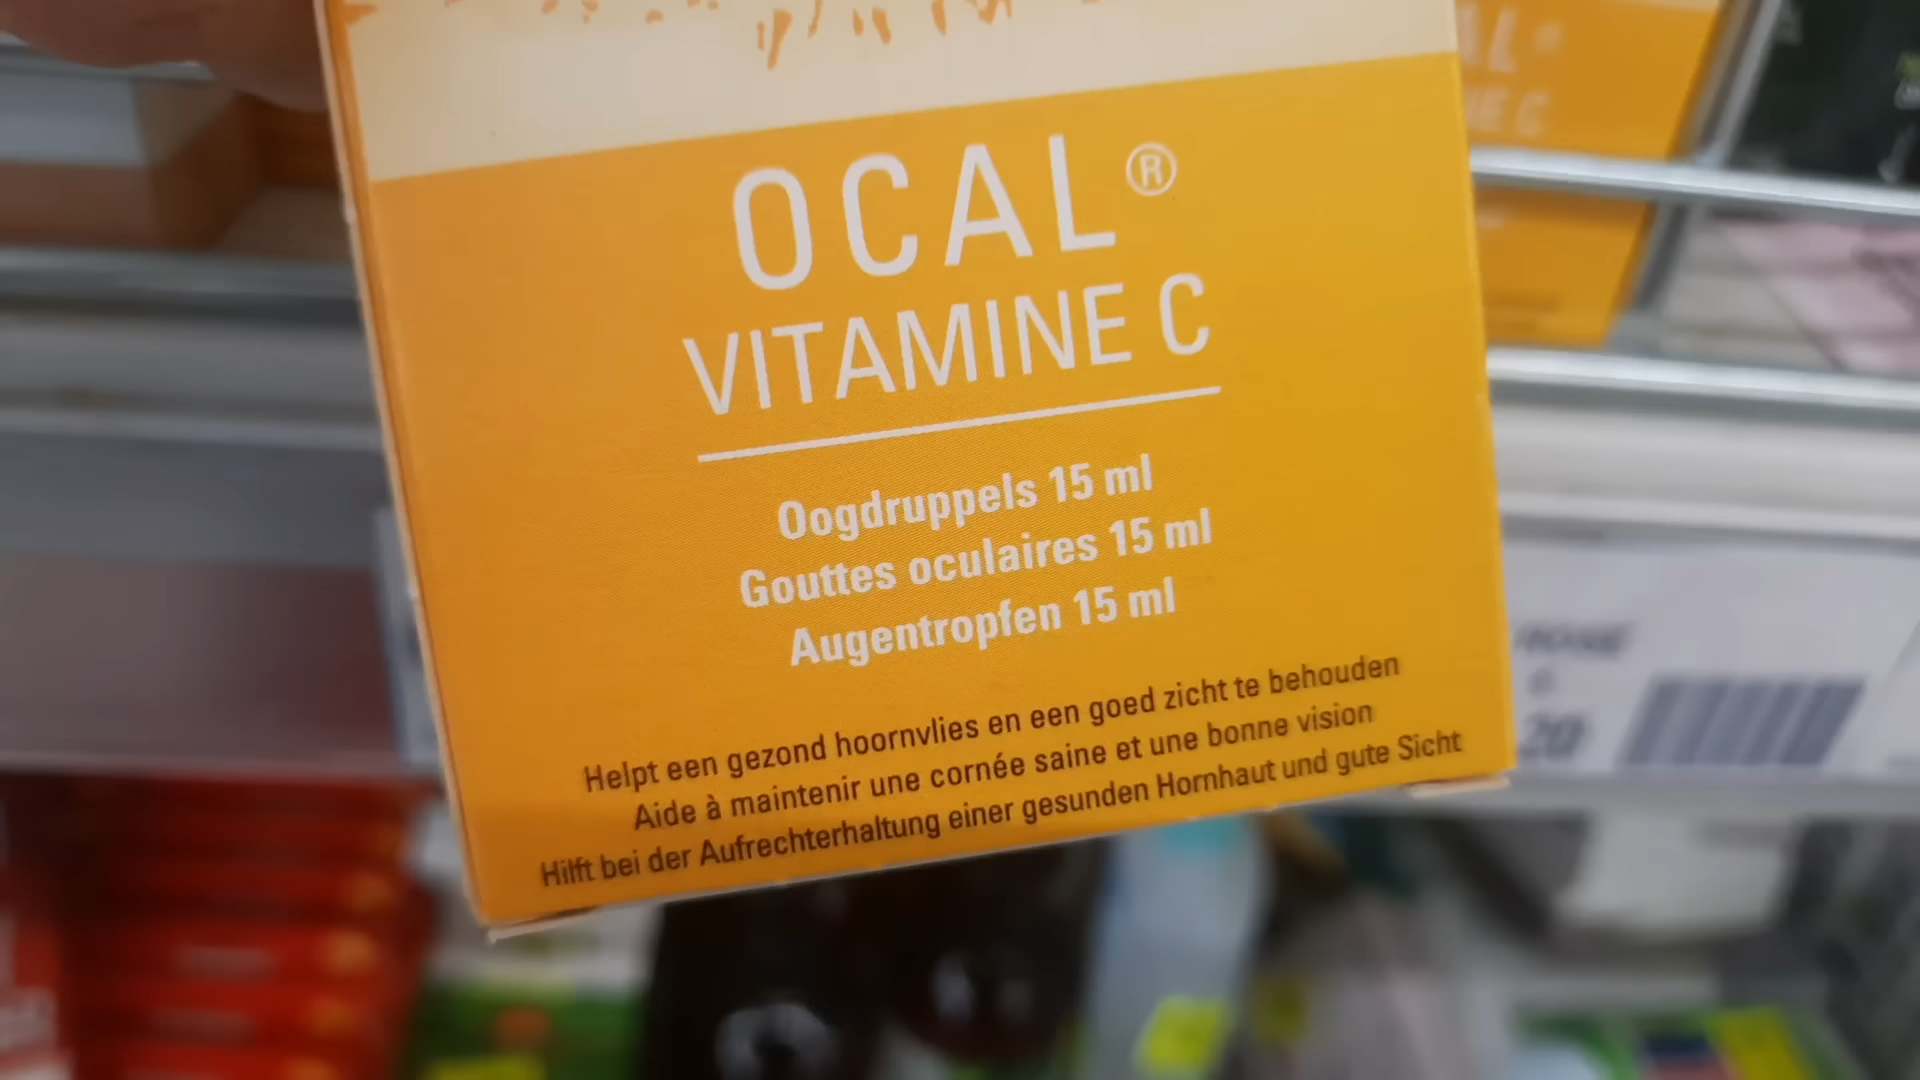 OCAL®
VITAMINE C
Oogdruppels 15 ml
Gouttes oculaires 15 ml
Augentropfen 15 ml
Helpt een gezond hoornvlies en een goed zicht te behouden
Aide à maintenir une cornée saine et une bonne vision
Hilft bei der Aufrechterhaltung einer gesunden Hornhaut und gute Sicht
20